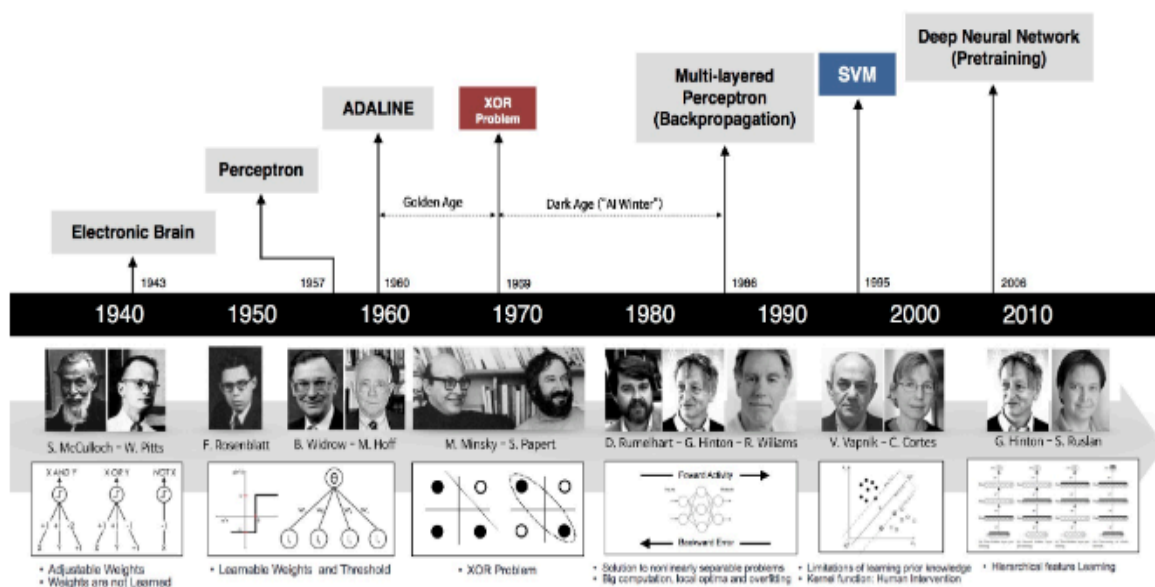 Deep Neural Network
(Pretraining)
Multi-layered
Perceptron
(Backpropagation)
SVM
ADALINE
XOR
Problem
Perceptron
Golden Age
Dark Age ("AI Winter")
Electronic Brain
1943
1957
1960
1969
1986
1995
2006
1940
1950
1960
1970
1980
1990
2000
2010
S. McCulloch – W. Pitts
F. Rosenblatt
B. Widrow – M. Hoff
M. Minsky – S. Papert
D. Rumelhart – G. Hinton – R. Wiliams
V. Vapnik – C. Cortes
G. Hinton – S. Ruslan
X AND Y
X OR Y
NOT X
Foward Activity
Backward Error
• Adjustable Weights
• Weights are not Learned
• Learnable Weights and Threshold
• XOR Problem
• Solution to nonlinearly separable problems
• Big computation, local optima and overfitting
• Limitations of learning prior knowledge
• Kernel function: Human Intervention
• Hierarchical feature Learning